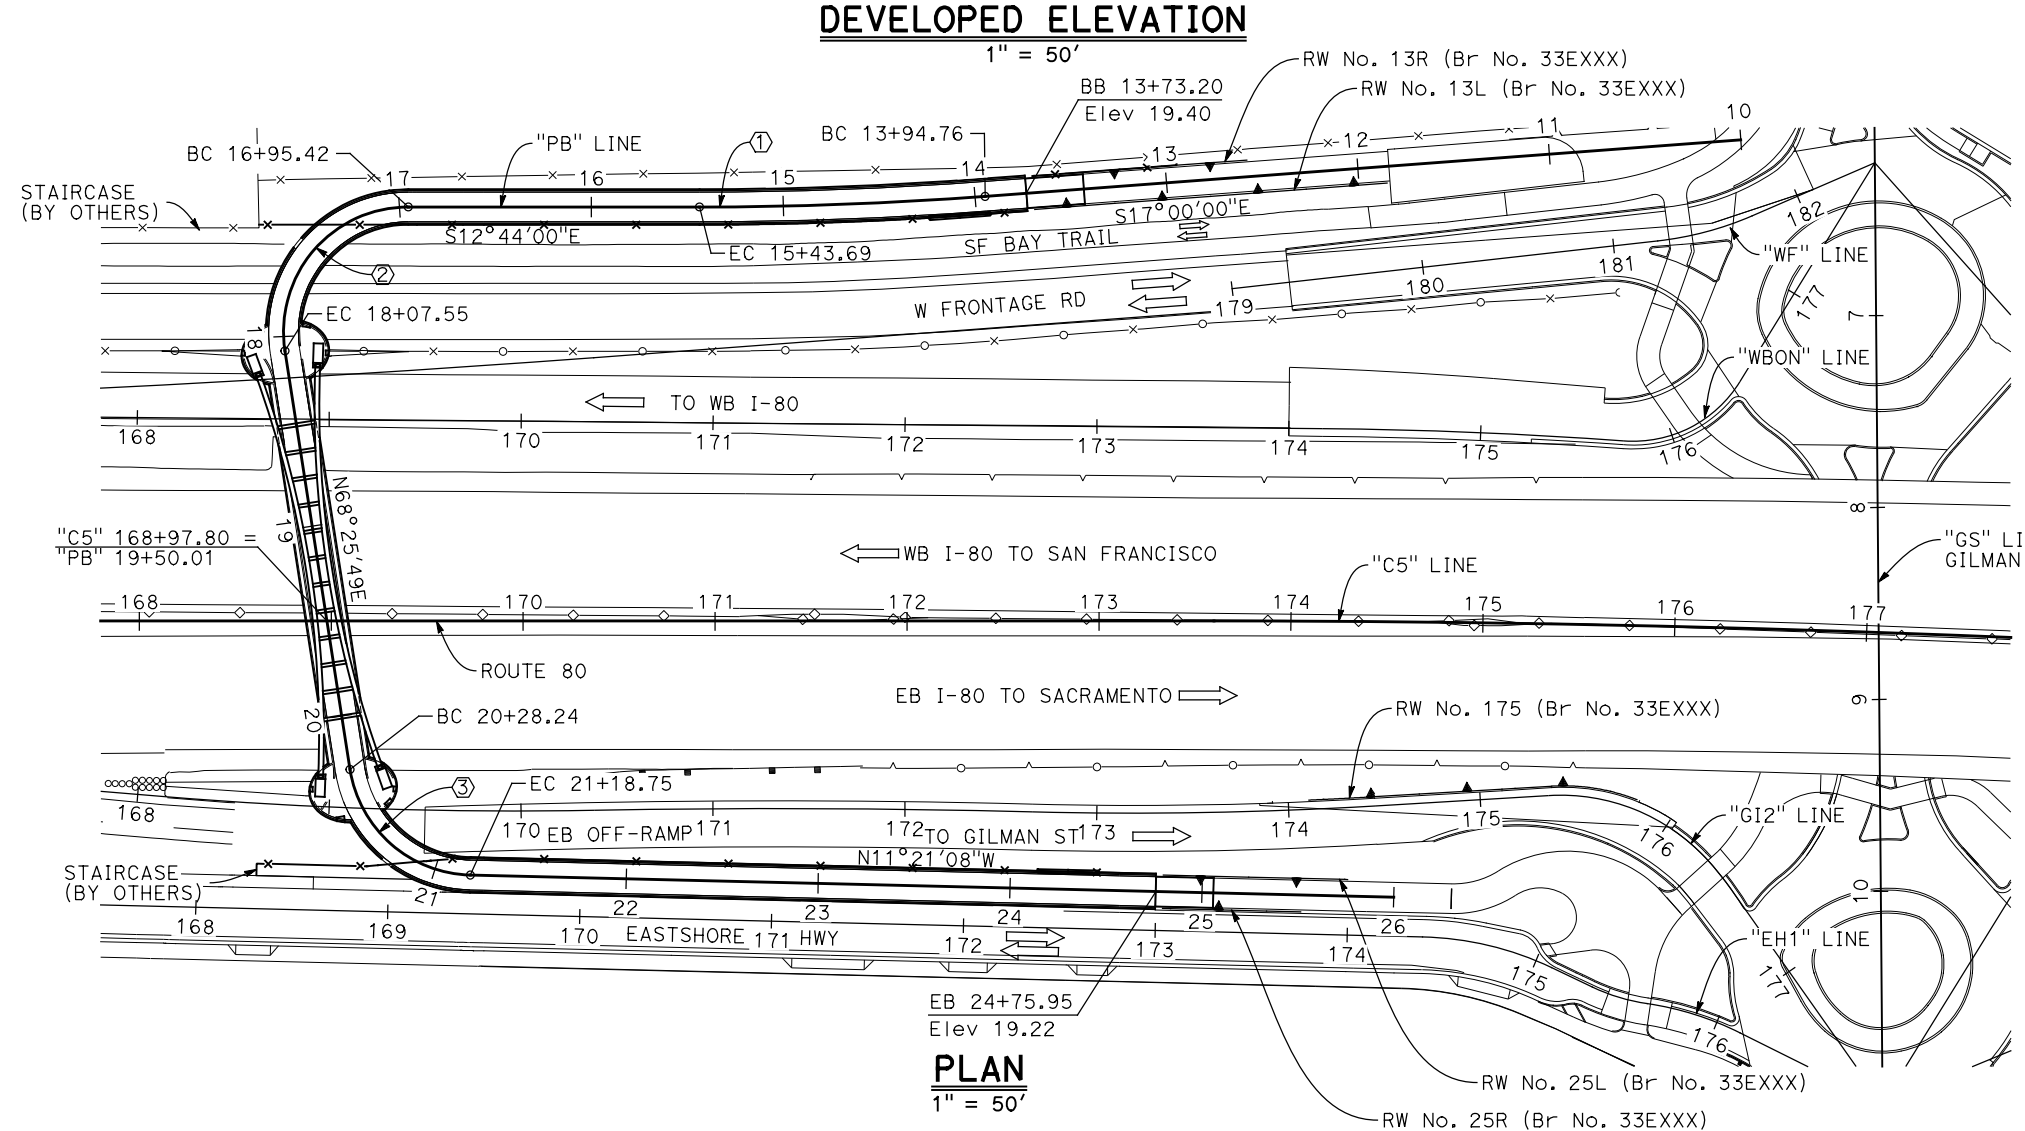 DEVELOPED ELEVATION
1" = 50'
RW No. 13R (Br No. 33EXXX)
BB 13+73.20
RW No. 13L (Br No. 33EXXX)
Elev 19.40
10
BC 13+94.76
11
"PB" LINE
1
12
BC 16+95.42
13
14
15
16
17
STAIRCASE
(BY OTHERS)
S17°00'00"E
182
S12°44'00"E
SF BAY TRAIL
EC 15+43.69
"WF" LINE
2
181
180
179
177
W FRONTAGE RD
EC 18+07.55
7
18
"WBON" LINE
TO WB I-80
168
170
171
172
173
174
175
176
N68°25'49E
8
19
"C5" 168+97.80 =
"PB" 19+50.01
WB I-80 TO SAN FRANCISCO
"GS" LI
GILMAN
"C5" LINE
168
170
171
172
173
174
175
176
177
ROUTE 80
EB I-80 TO SACRAMENTO
9
RW No. 175 (Br No. 33EXXX)
20
BC 20+28.24
EC 21+18.75
3
168
170
EB OFF-RAMP
171
172
TO GILMAN ST
173
174
175
176
"GI2" LINE
N11°21'08"W
STAIRCASE
(BY OTHERS)
21
22
23
24
25
26
10
168
169
170
EASTSHORE HWY
171
172
173
174
175
176
177
"EH1" LINE
EB 24+75.95
Elev 19.22
PLAN
1" = 50'
RW No. 25L (Br No. 33EXXX)
RW No. 25R (Br No. 33EXXX)